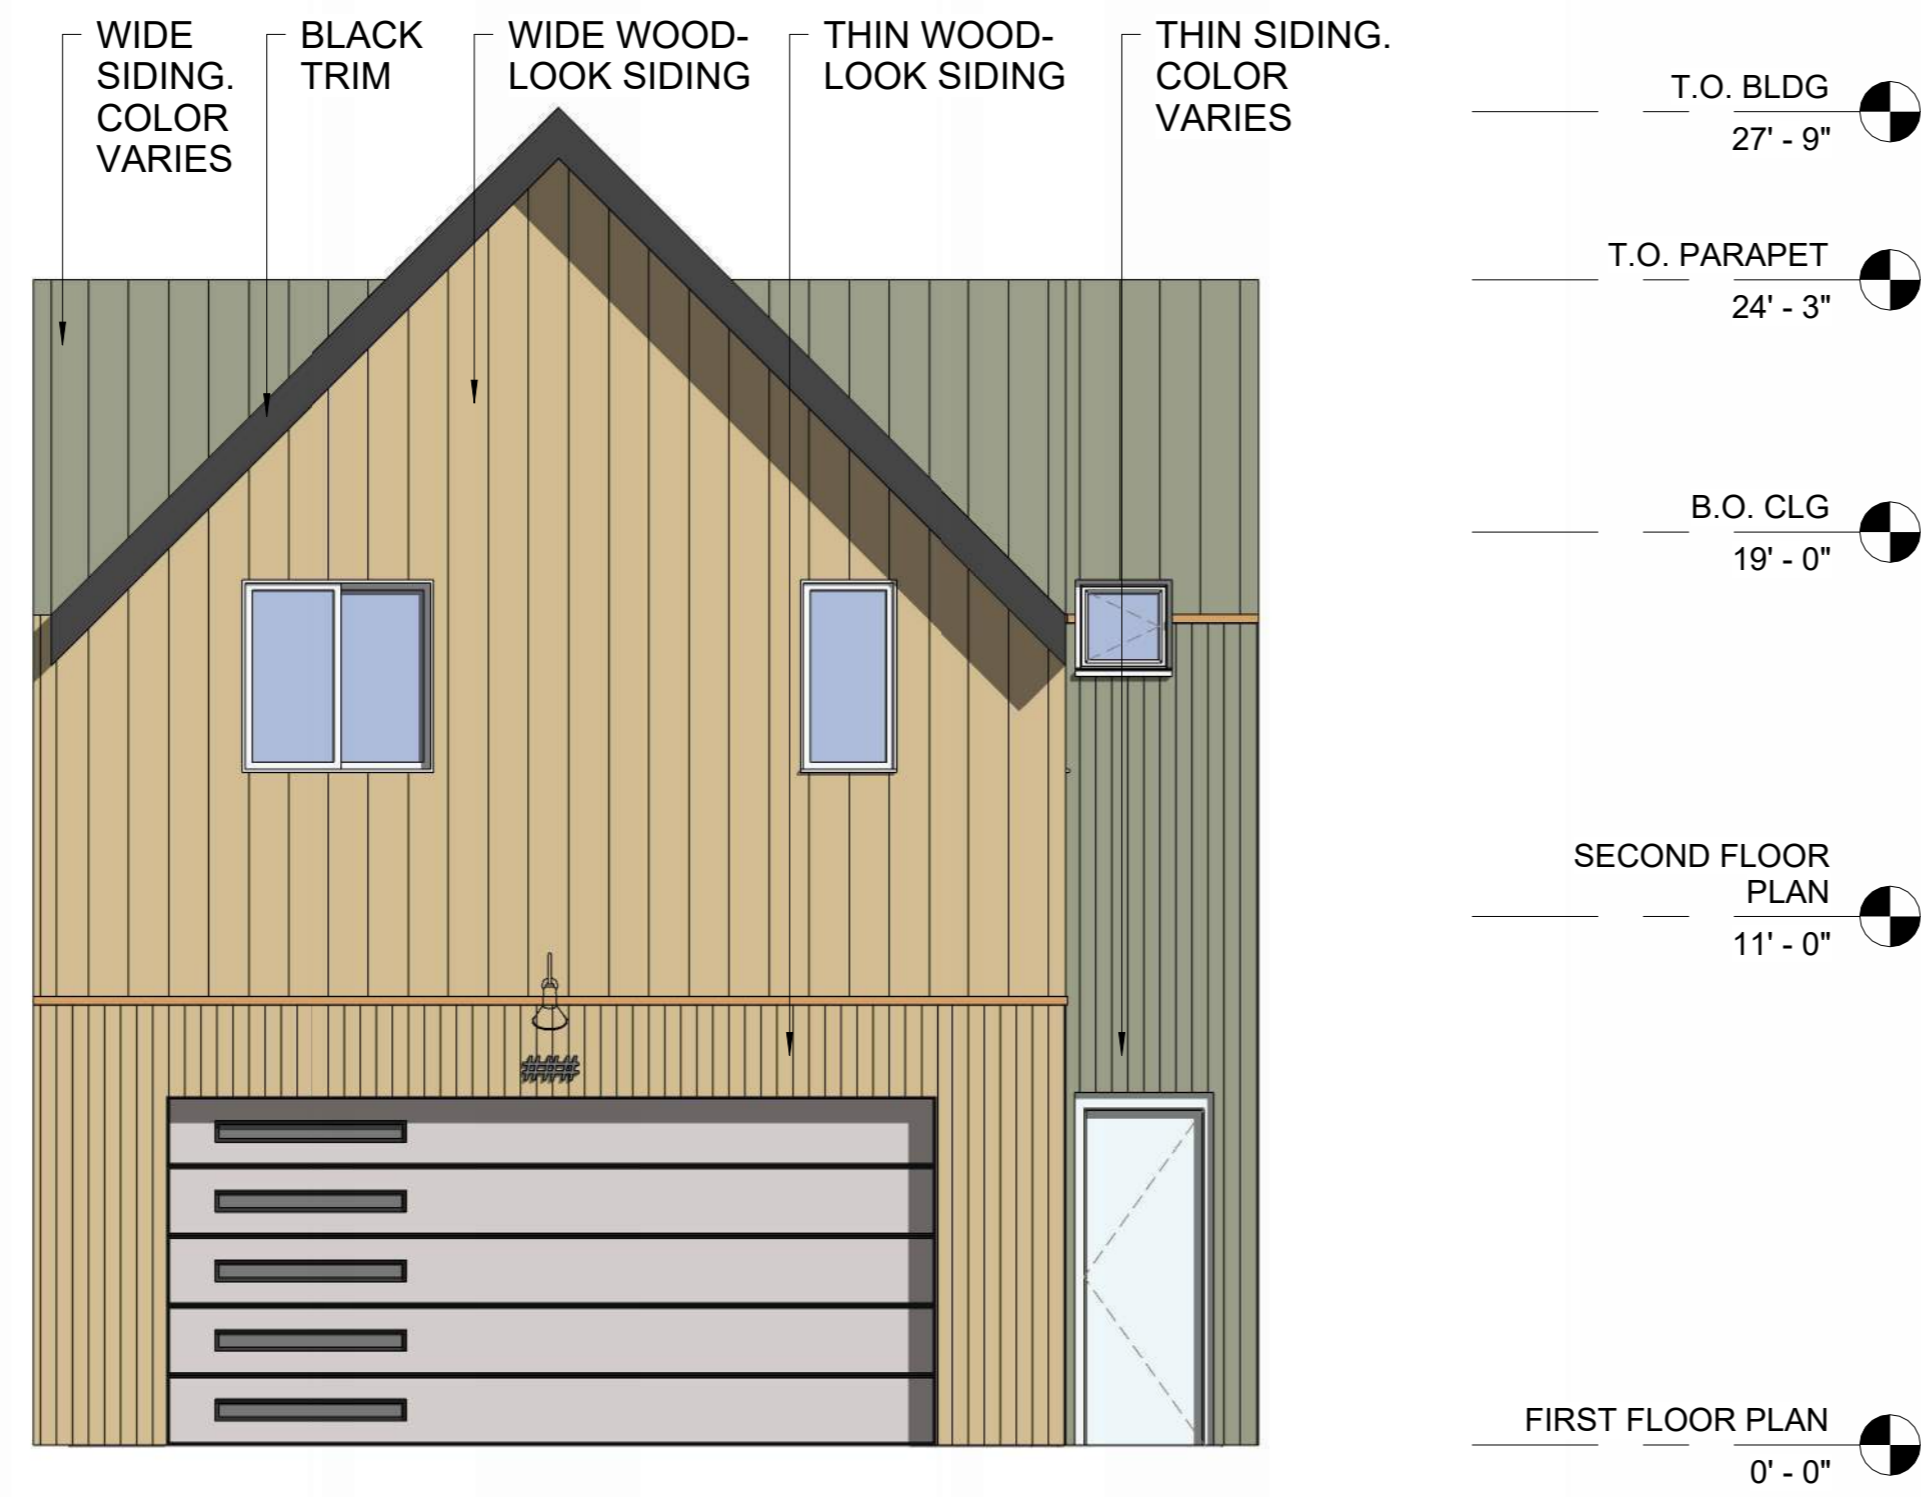 WIDE
SIDING.
COLOR
VARIES
BLACK
TRIM
WIDE WOOD-
LOOK SIDING
THIN WOOD-
LOOK SIDING
THIN SIDING.
COLOR
VARIES
T.O. BLDG
27' - 9"
T.O. PARAPET
24' - 3"
B.O. CLG
19' - 0"
SECOND FLOOR
PLAN
11' - 0"
####
FIRST FLOOR PLAN
0' - 0"